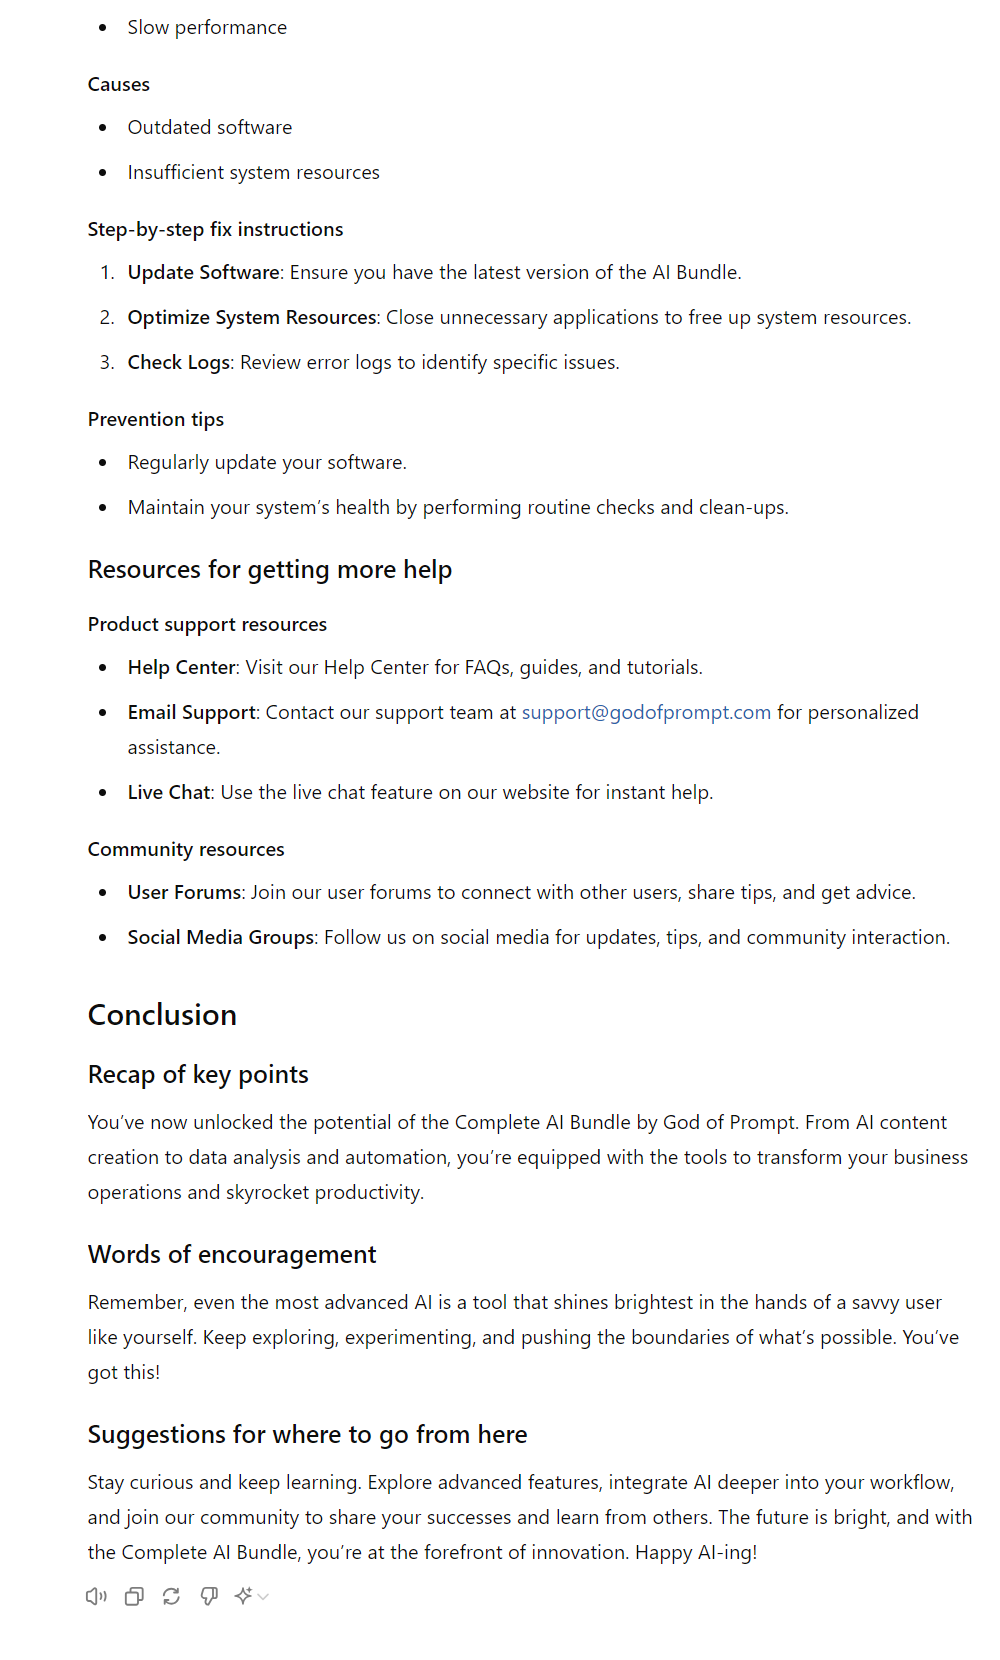 • Slow performance
Causes
• Outdated software
• Insufficient system resources
Step-by-step fix instructions
1. Update Software: Ensure you have the latest version of the AI Bundle.
2. Optimize System Resources: Close unnecessary applications to free up system resources.
3. Check Logs: Review error logs to identify specific issues.
Prevention tips
• Regularly update your software.
• Maintain your system’s health by performing routine checks and clean-ups.
Resources for getting more help
Product support resources
• Help Center: Visit our Help Center for FAQs, guides, and tutorials.
• Email Support: Contact our support team at support@godofprompt.com for personalized
assistance.
• Live Chat: Use the live chat feature on our website for instant help.
Community resources
• User Forums: Join our user forums to connect with other users, share tips, and get advice.
• Social Media Groups: Follow us on social media for updates, tips, and community interaction.
Conclusion
Recap of key points
You’ve now unlocked the potential of the Complete AI Bundle by God of Prompt. From AI content
creation to data analysis and automation, you’re equipped with the tools to transform your business
operations and skyrocket productivity.
Words of encouragement
Remember, even the most advanced AI is a tool that shines brightest in the hands of a savvy user
like yourself. Keep exploring, experimenting, and pushing the boundaries of what’s possible. You’ve
got this!
Suggestions for where to go from here
Stay curious and keep learning. Explore advanced features, integrate AI deeper into your workflow,
and join our community to share your successes and learn from others. The future is bright, and with
the Complete AI Bundle, you’re at the forefront of innovation. Happy AI-ing!